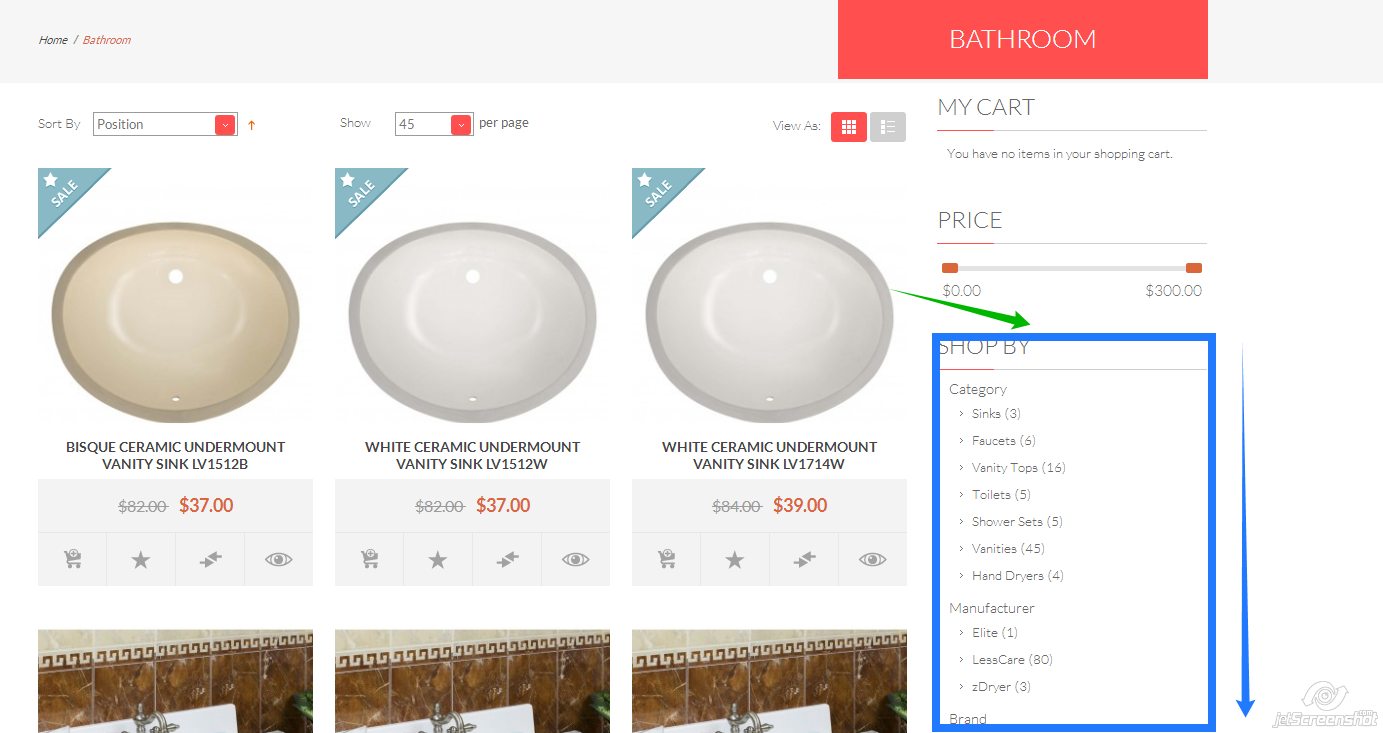 Home / Bathroom
BATHROOM
Sort By Position
Show 45 per page
View As:
SALE
SALE
SALE
BISQUE CERAMIC UNDERMOUNT
VANITY SINK LV1512B
$82.00 $37.00
WHITE CERAMIC UNDERMOUNT
VANITY SINK LV1512W
$82.00 $37.00
WHITE CERAMIC UNDERMOUNT
VANITY SINK LV1714W
$84.00 $39.00
MY CART
You have no items in your shopping cart.
PRICE
$0.00 $300.00
SHOP BY
Category
Sinks (3)
Faucets (6)
Vanity Tops (16)
Toilets (5)
Shower Sets (5)
Vanities (45)
Hand Dryers (4)
Manufacturer
Elite (1)
LessCare (80)
zDryer (3)
Brand
jetScreenshot.com